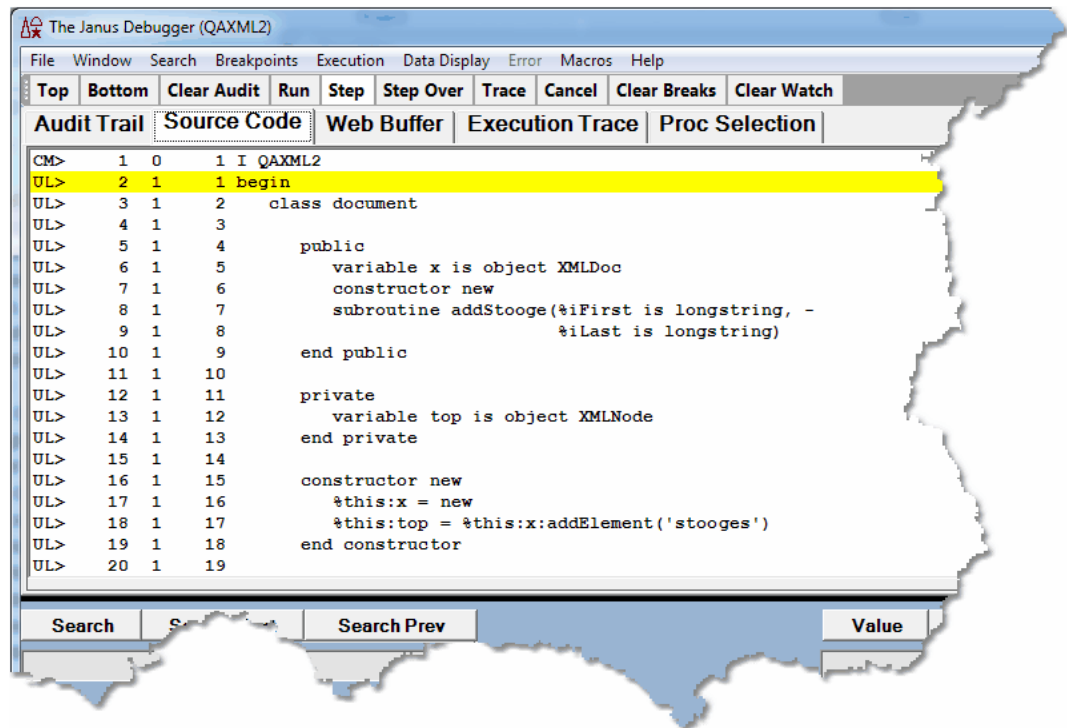 The Janus Debugger (QAXML2)
File Window Search Breakpoints Execution Data Display Error Macros Help
Top Bottom Clear Audit Run Step Step Over Trace Cancel Clear Breaks Clear Watch
Audit Trail Source Code Web Buffer Execution Trace Proc Selection
CM> 1 0 1 I QAXML2
UL> 2 1 1 begin
UL> 3 1 2 class document
UL> 4 1 3
UL> 5 1 4 public
UL> 6 1 5 variable x is object XMLDoc
UL> 7 1 6 constructor new
UL> 8 1 7 subroutine addStooge(%iFirst is longstring, -
UL> 9 1 8 %iLast is longstring)
UL> 10 1 9 end public
UL> 11 1 10
UL> 12 1 11 private
UL> 13 1 12 variable top is object XMLNode
UL> 14 1 13 end private
UL> 15 1 14
UL> 16 1 15 constructor new
UL> 17 1 16 %this:x = new
UL> 18 1 17 %this:top = %this:x:addElement('stooges')
UL> 19 1 18 end constructor
UL> 20 1 19
Search Search Prev Value